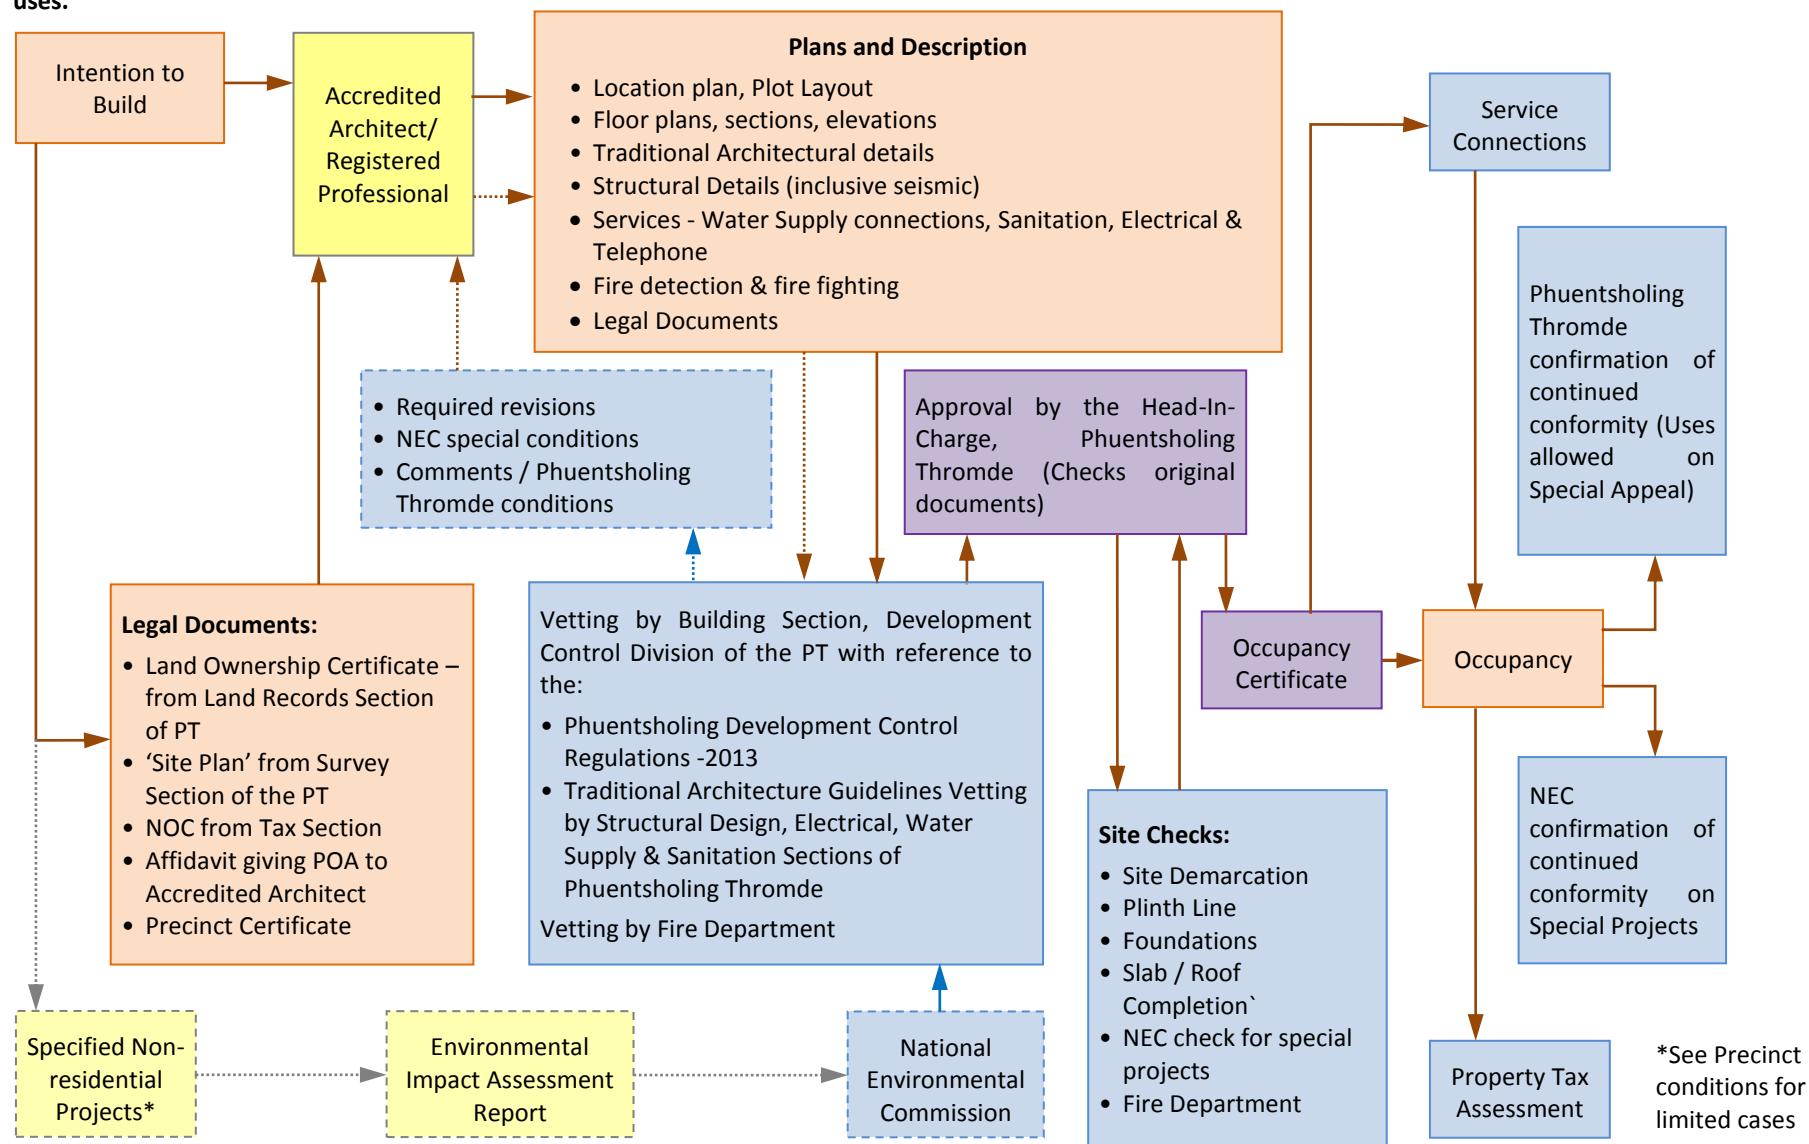 uses.
Intention to
Build
Accredited
Architect/
Registered
Professional
Plans and Description
• Location plan, Plot Layout
• Floor plans, sections, elevations
• Traditional Architectural details
• Structural Details (inclusive seismic)
• Services - Water Supply connections, Sanitation, Electrical &
Telephone
• Fire detection & fire fighting
• Legal Documents
Service
Connections
Phuentsholing
Thromde
confirmation of
continued
conformity (Uses
allowed on
Special Appeal)
• Required revisions
• NEC special conditions
• Comments / Phuentsholing
Thromde conditions
Approval by the Head-In-
Charge, Phuentsholing
Thromde (Checks original
documents)
Legal Documents:
• Land Ownership Certificate –
from Land Records Section
of PT
• ‘Site Plan’ from Survey
Section of the PT
• NOC from Tax Section
• Affidavit giving POA to
Accredited Architect
• Precinct Certificate
Vetting by Building Section, Development
Control Division of the PT with reference to
the:
• Phuentsholing Development Control
Regulations -2013
• Traditional Architecture Guidelines Vetting
by Structural Design, Electrical, Water
Supply & Sanitation Sections of
Phuentsholing Thromde
Vetting by Fire Department
Occupancy
Certificate
Occupancy
Site Checks:
• Site Demarcation
• Plinth Line
• Foundations
• Slab / Roof
Completion`
• NEC check for special
projects
• Fire Department
NEC
confirmation of
continued
conformity on
Special Projects
Specified Non-
residential
Projects*
Environmental
Impact Assessment
Report
National
Environmental
Commission
Property Tax
Assessment
*See Precinct
conditions for
limited cases